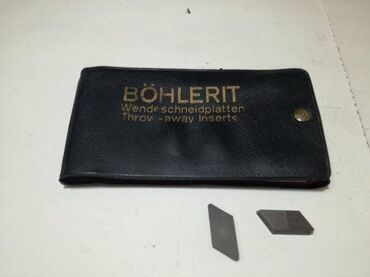 BÖHLERIT
Wendeschneidplatten
Throw-away Inserts